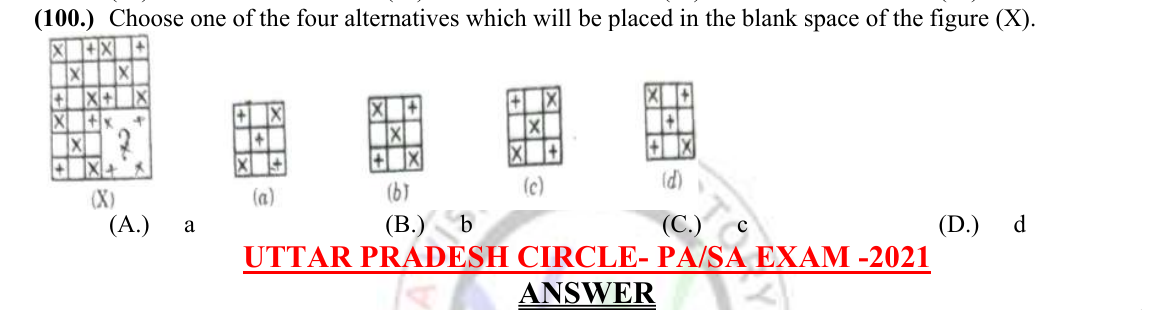 (100.) Choose one of the four alternatives which will be placed in the blank space of the figure (X).
X + X +
X X
+ X + X
X + x +
X ?
+ X + x
+ X
+
X +
X +
X
+ X
+ X
X
X +
X +
+
+ X
(X) (a) (b) (c) (d)
(A.) a (B.) b (C.) c (D.) d
UTTAR PRADESH CIRCLE- PA/SA EXAM -2021
ANSWER